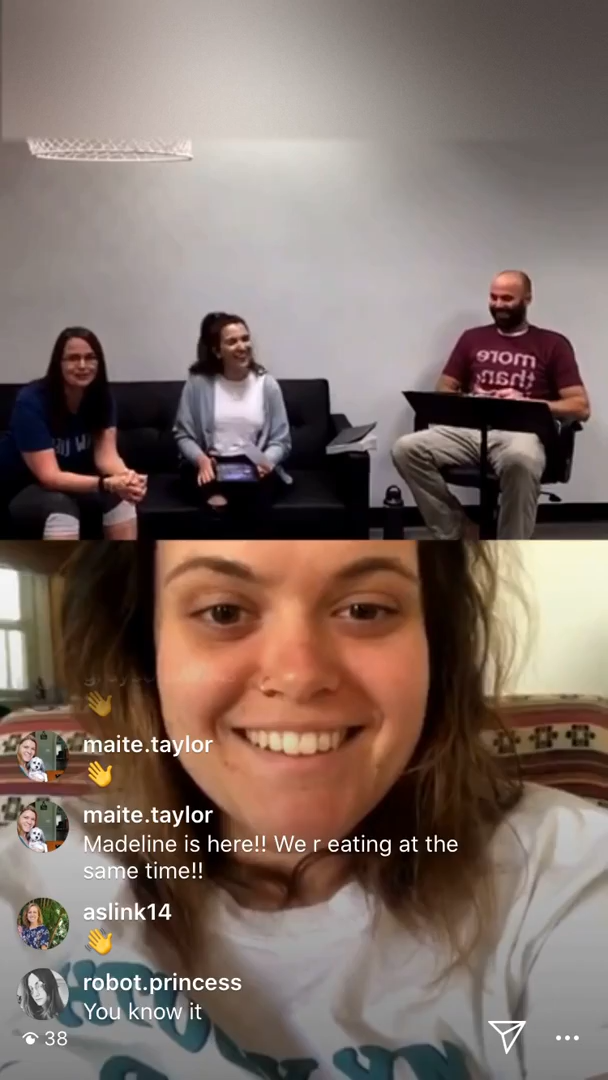 more
than
maite.taylor
👋
maite.taylor
Madeline is here!! We r eating at the
same time!!
aslink14
👋
robot.princess
You know it
38